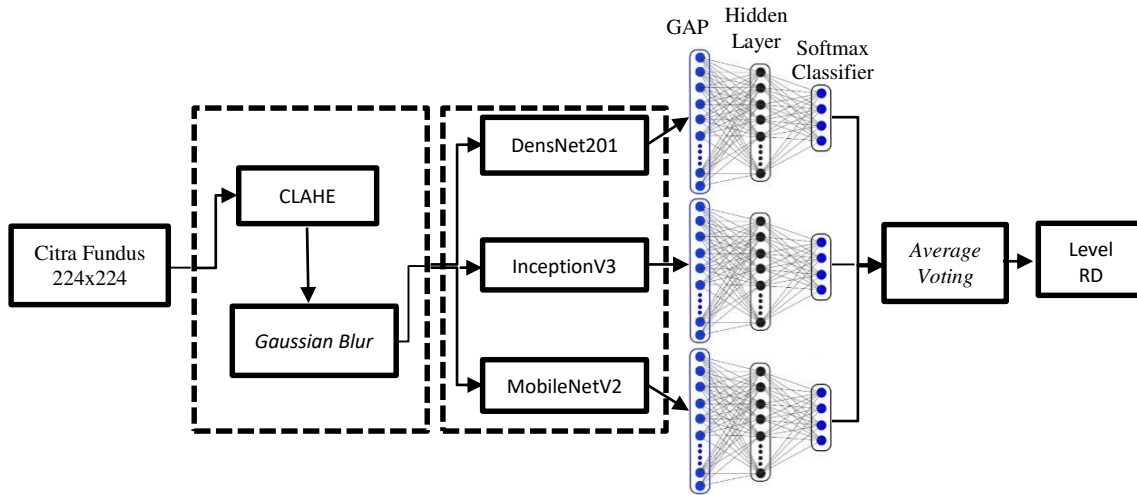 GAP
Hidden
Layer
Softmax
Classifier
DensNet201
CLAHE
Citra Fundus
224x224
InceptionV3
Average
Voting
Level
RD
Gaussian Blur
MobileNetV2